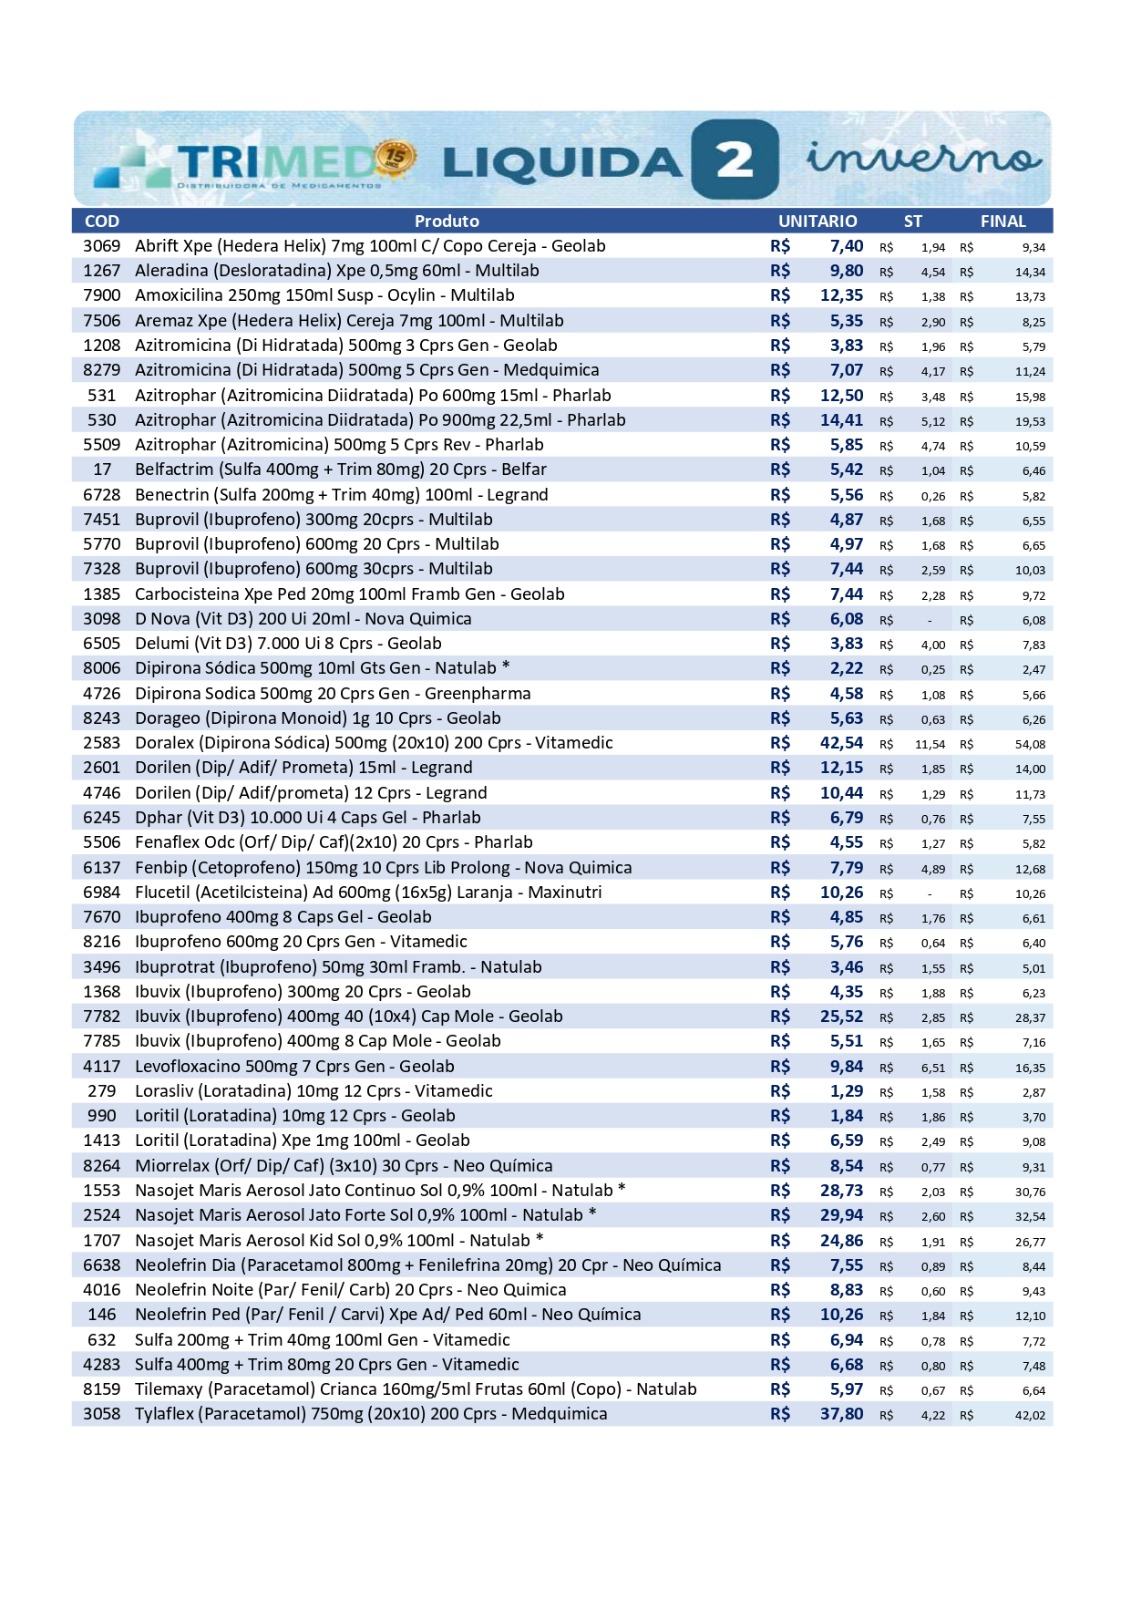 TRIMED 15 ANOS LIQUIDA 2 inverno
DISTRIBUIDORA DE MEDICAMENTOS
COD Produto UNITARIO ST FINAL
3069 Abrift Xpe (Hedera Helix) 7mg 100ml C/ Copo Cereja - Geolab R$ 7,40 R$ 1,94 R$ 9,34
1267 Aleradina (Desloratadina) Xpe 0,5mg 60ml - Multilab R$ 9,80 R$ 4,54 R$ 14,34
7900 Amoxicilina 250mg 150ml Susp - Ocylin - Multilab R$ 12,35 R$ 1,38 R$ 13,73
7506 Aremaz Xpe (Hedera Helix) Cereja 7mg 100ml - Multilab R$ 5,35 R$ 2,90 R$ 8,25
1208 Azitromicina (Di Hidratada) 500mg 3 Cprs Gen - Geolab R$ 3,83 R$ 1,96 R$ 5,79
8279 Azitromicina (Di Hidratada) 500mg 5 Cprs Gen - Medquimica R$ 7,07 R$ 4,17 R$ 11,24
531 Azitrophar (Azitromicina Diidratada) Po 600mg 15ml - Pharlab R$ 12,50 R$ 3,48 R$ 15,98
530 Azitrophar (Azitromicina Diidratada) Po 900mg 22,5ml - Pharlab R$ 14,41 R$ 5,12 R$ 19,53
5509 Azitrophar (Azitromicina) 500mg 5 Cprs Rev - Pharlab R$ 5,85 R$ 4,74 R$ 10,59
17 Belfactrim (Sulfa 400mg + Trim 80mg) 20 Cprs - Belfar R$ 5,42 R$ 1,04 R$ 6,46
6728 Benectrin (Sulfa 200mg + Trim 40mg) 100ml - Legrand R$ 5,56 R$ 0,26 R$ 5,82
7451 Buprovil (Ibuprofeno) 300mg 20cprs - Multilab R$ 4,87 R$ 1,68 R$ 6,55
5770 Buprovil (Ibuprofeno) 600mg 20 Cprs - Multilab R$ 4,97 R$ 1,68 R$ 6,65
7328 Buprovil (Ibuprofeno) 600mg 30cprs - Multilab R$ 7,44 R$ 2,59 R$ 10,03
1385 Carbocisteina Xpe Ped 20mg 100ml Framb Gen - Geolab R$ 7,44 R$ 2,28 R$ 9,72
3098 D Nova (Vit D3) 200 Ui 20ml - Nova Quimica R$ 6,08 R$ - R$ 6,08
6505 Delumi (Vit D3) 7.000 Ui 8 Cprs - Geolab R$ 3,83 R$ 4,00 R$ 7,83
8006 Dipirona Sódica 500mg 10ml Gts Gen - Natulab * R$ 2,22 R$ 0,25 R$ 2,47
4726 Dipirona Sodica 500mg 20 Cprs Gen - Greenpharma R$ 4,58 R$ 1,08 R$ 5,66
8243 Dorageo (Dipirona Monoid) 1g 10 Cprs - Geolab R$ 5,63 R$ 0,63 R$ 6,26
2583 Doralex (Dipirona Sódica) 500mg (20x10) 200 Cprs - Vitamedic R$ 42,54 R$ 11,54 R$ 54,08
2601 Dorilen (Dip/ Adif/ Prometa) 15ml - Legrand R$ 12,15 R$ 1,85 R$ 14,00
4746 Dorilen (Dip/ Adif/prometa) 12 Cprs - Legrand R$ 10,44 R$ 1,29 R$ 11,73
6245 Dphar (Vit D3) 10.000 Ui 4 Caps Gel - Pharlab R$ 6,79 R$ 0,76 R$ 7,55
5506 Fenaflex Odc (Orf/ Dip/ Caf)(2x10) 20 Cprs - Pharlab R$ 4,55 R$ 1,27 R$ 5,82
6137 Fenbip (Cetoprofeno) 150mg 10 Cprs Lib Prolong - Nova Quimica R$ 7,79 R$ 4,89 R$ 12,68
6984 Flucetil (Acetilcisteina) Ad 600mg (16x5g) Laranja - Maxinutri R$ 10,26 R$ - R$ 10,26
7670 Ibuprofeno 400mg 8 Caps Gel - Geolab R$ 4,85 R$ 1,76 R$ 6,61
8216 Ibuprofeno 600mg 20 Cprs Gen - Vitamedic R$ 5,76 R$ 0,64 R$ 6,40
3496 Ibuprotrat (Ibuprofeno) 50mg 30ml Framb. - Natulab R$ 3,46 R$ 1,55 R$ 5,01
1368 Ibuvix (Ibuprofeno) 300mg 20 Cprs - Geolab R$ 4,35 R$ 1,88 R$ 6,23
7782 Ibuvix (Ibuprofeno) 400mg 40 (10x4) Cap Mole - Geolab R$ 25,52 R$ 2,85 R$ 28,37
7785 Ibuvix (Ibuprofeno) 400mg 8 Cap Mole - Geolab R$ 5,51 R$ 1,65 R$ 7,16
4117 Levofloxacino 500mg 7 Cprs Gen - Geolab R$ 9,84 R$ 6,51 R$ 16,35
279 Lorasliv (Loratadina) 10mg 12 Cprs - Vitamedic R$ 1,29 R$ 1,58 R$ 2,87
990 Loritil (Loratadina) 10mg 12 Cprs - Geolab R$ 1,84 R$ 1,86 R$ 3,70
1413 Loritil (Loratadina) Xpe 1mg 100ml - Geolab R$ 6,59 R$ 2,49 R$ 9,08
8264 Miorrelax (Orf/ Dip/ Caf) (3x10) 30 Cprs - Neo Química R$ 8,54 R$ 0,77 R$ 9,31
1553 Nasojet Maris Aerosol Jato Continuo Sol 0,9% 100ml - Natulab * R$ 28,73 R$ 2,03 R$ 30,76
2524 Nasojet Maris Aerosol Jato Forte Sol 0,9% 100ml - Natulab * R$ 29,94 R$ 2,60 R$ 32,54
1707 Nasojet Maris Aerosol Kid Sol 0,9% 100ml - Natulab * R$ 24,86 R$ 1,91 R$ 26,77
6638 Neolefrin Dia (Paracetamol 800mg + Fenilefrina 20mg) 20 Cpr - Neo Química R$ 7,55 R$ 0,89 R$ 8,44
4016 Neolefrin Noite (Par/ Fenil/ Carb) 20 Cprs - Neo Quimica R$ 8,83 R$ 0,60 R$ 9,43
146 Neolefrin Ped (Par/ Fenil / Carvi) Xpe Ad/ Ped 60ml - Neo Química R$ 10,26 R$ 1,84 R$ 12,10
632 Sulfa 200mg + Trim 40mg 100ml Gen - Vitamedic R$ 6,94 R$ 0,78 R$ 7,72
4283 Sulfa 400mg + Trim 80mg 20 Cprs Gen - Vitamedic R$ 6,68 R$ 0,80 R$ 7,48
8159 Tilemaxy (Paracetamol) Crianca 160mg/5ml Frutas 60ml (Copo) - Natulab R$ 5,97 R$ 0,67 R$ 6,64
3058 Tylaflex (Paracetamol) 750mg (20x10) 200 Cprs - Medquimica R$ 37,80 R$ 4,22 R$ 42,02